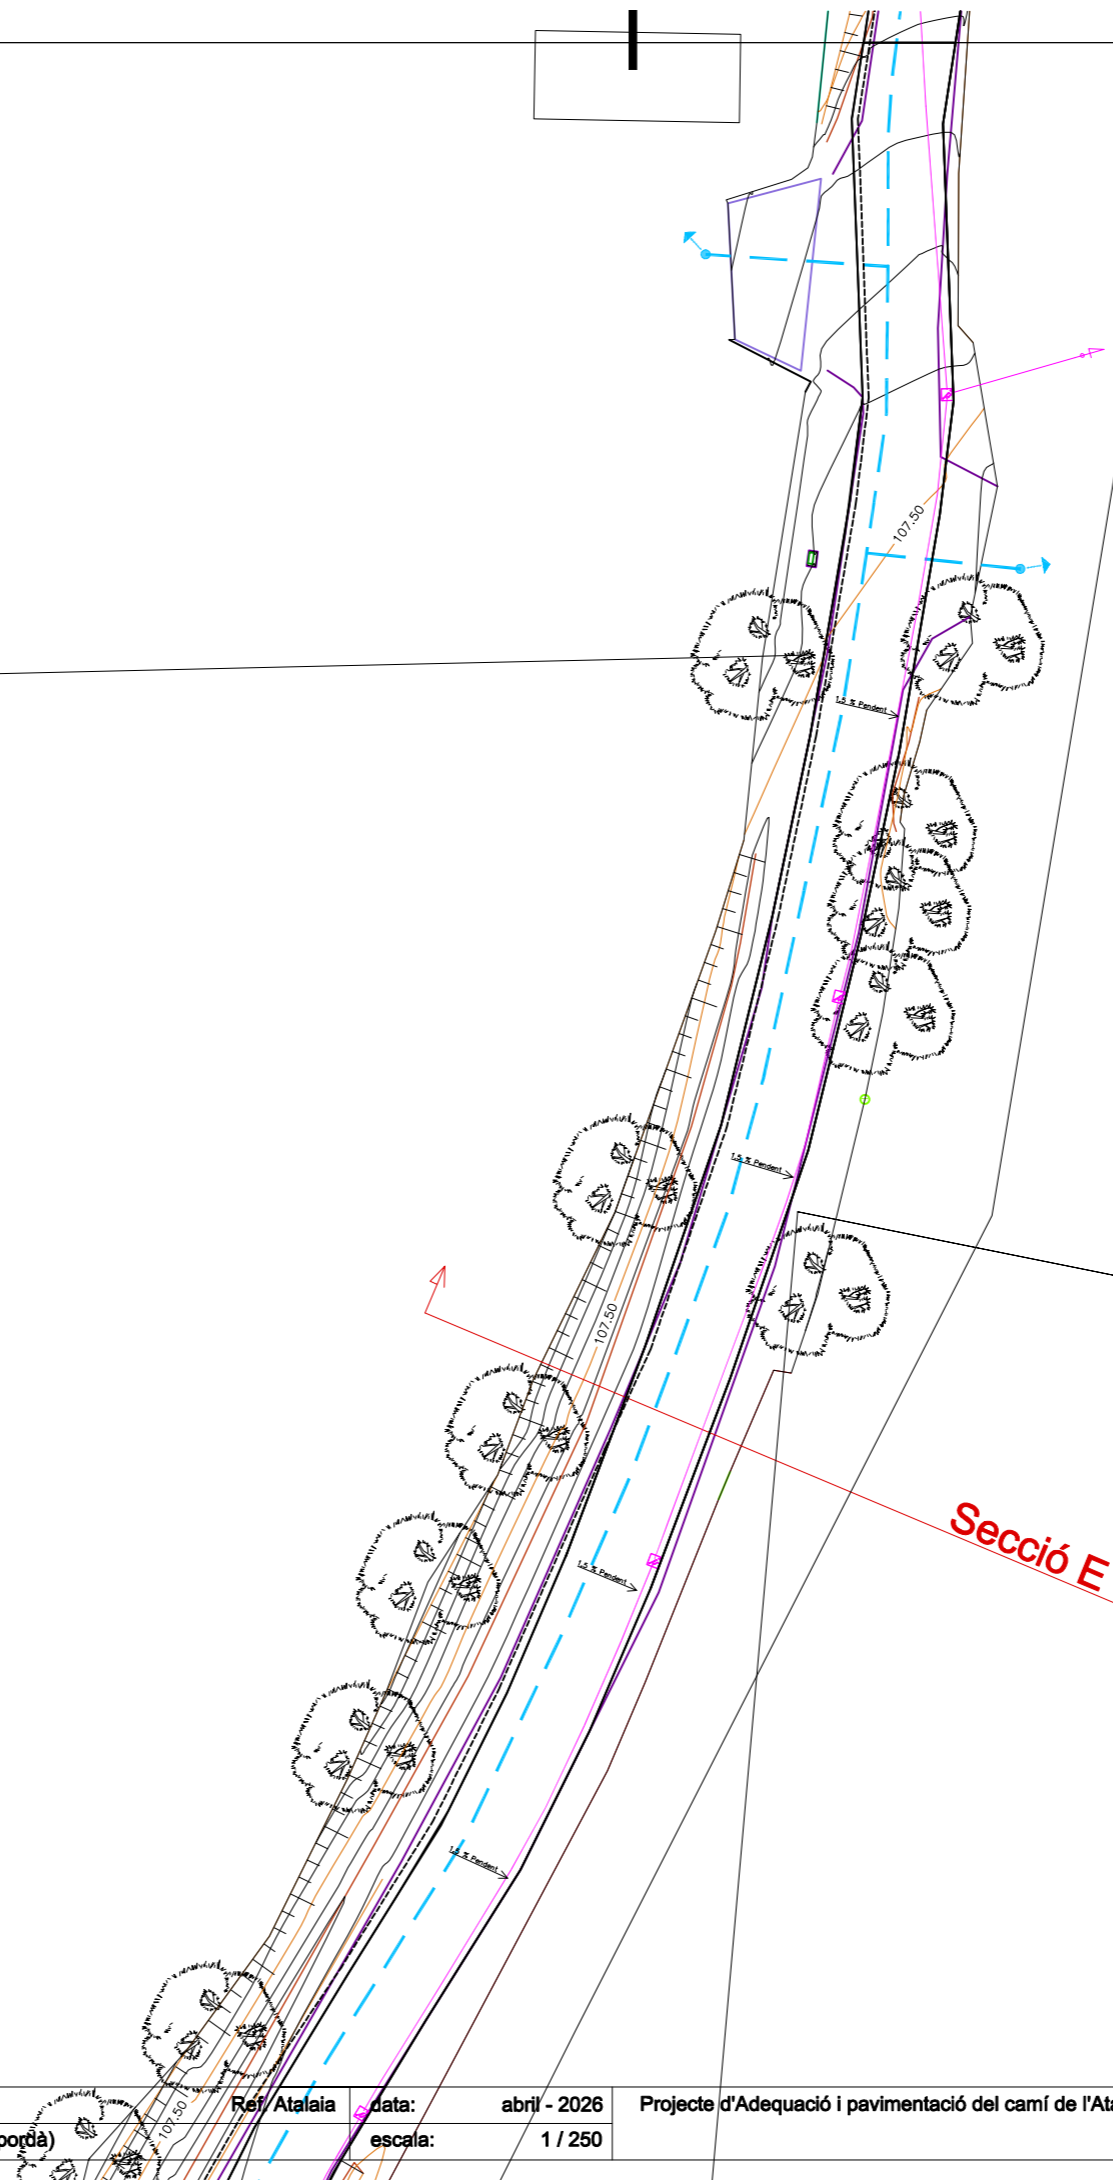 107.50
1.5 % Pendent
1.5 % Pendent
107.50
Secció E
1.5 % Pendent
1.5 % Pendent
107.50
Ref. Atalaia
data:
abril - 2026
Projecte d'Adequació i pavimentació del camí de l'Ata
pordà)
escala:
1 / 250